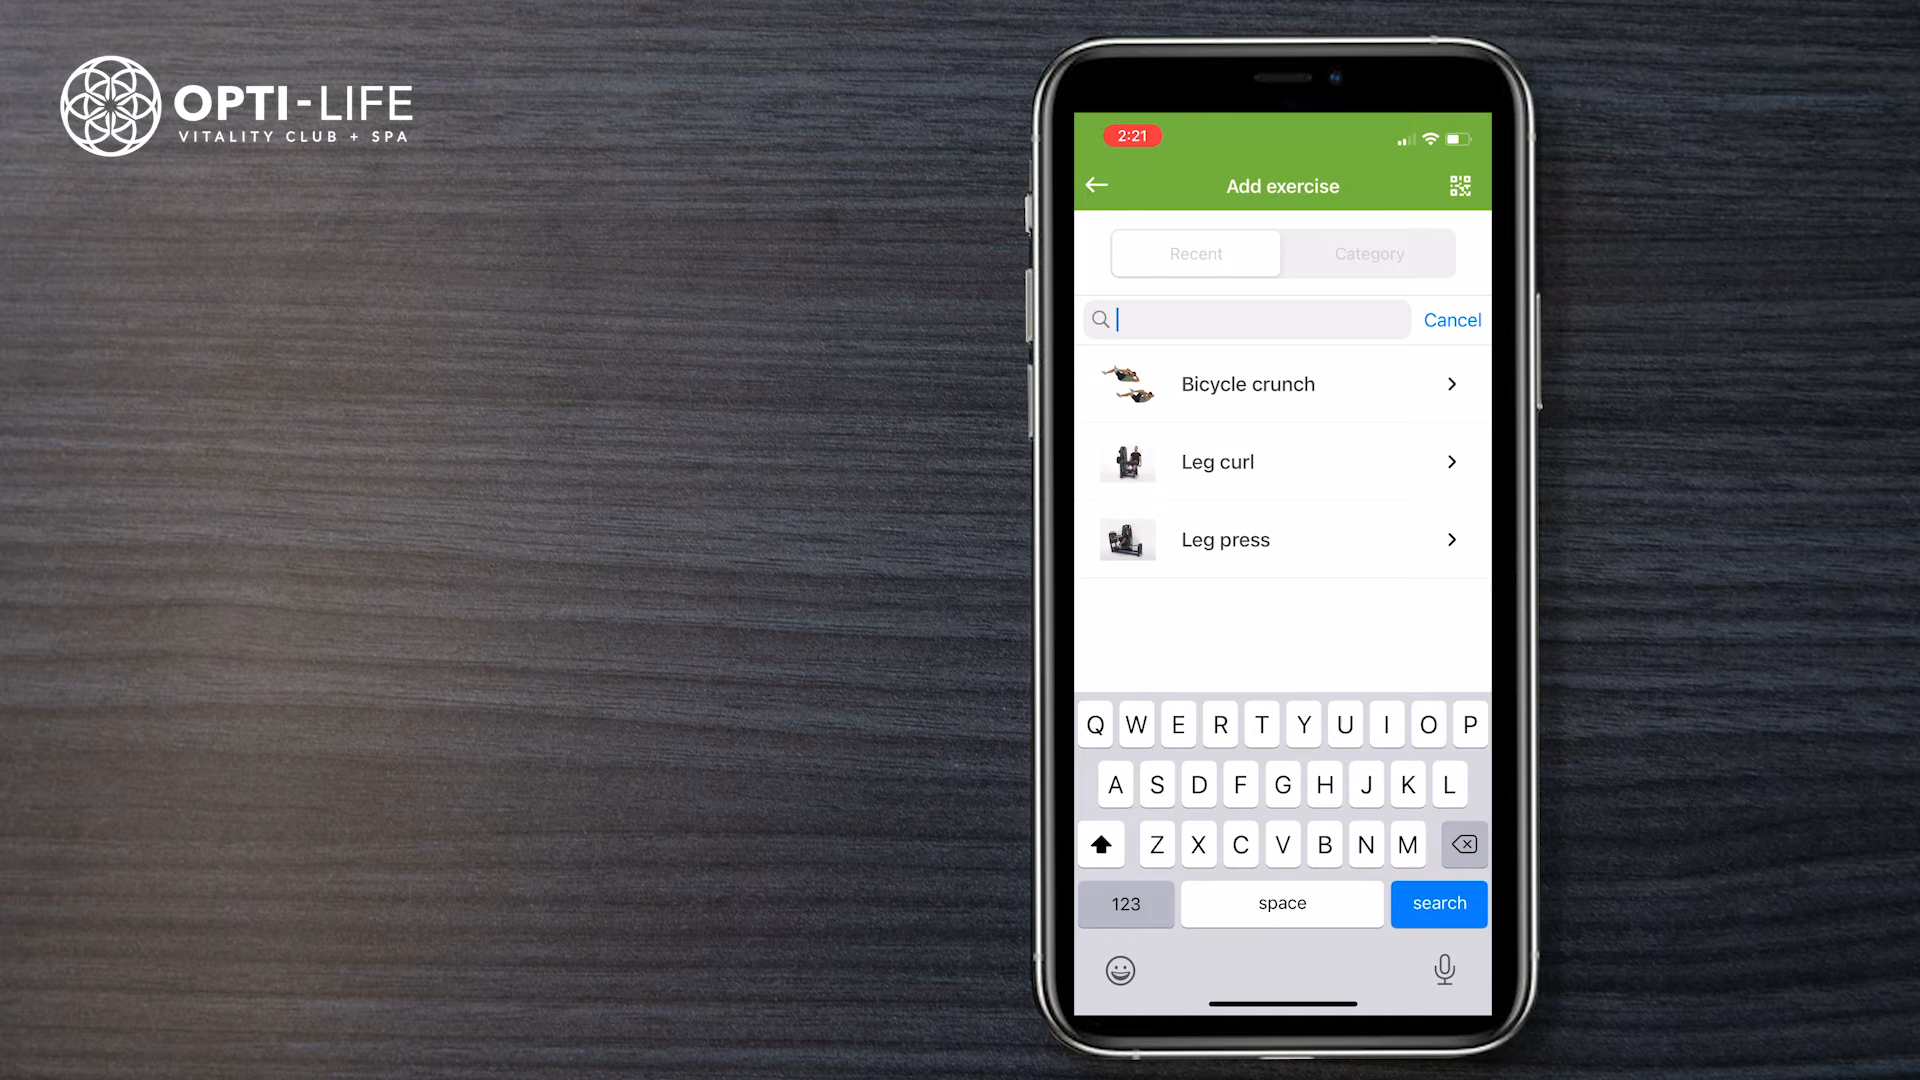 OPTI-LIFE
VITALITY CLUB + SPA
2:21
Add exercise
Recent
Category
Cancel
Bicycle crunch
Leg curl
Leg press
Q W E R T Y U I O P
A S D F G H J K L
Z X C V B N M
123
space
search